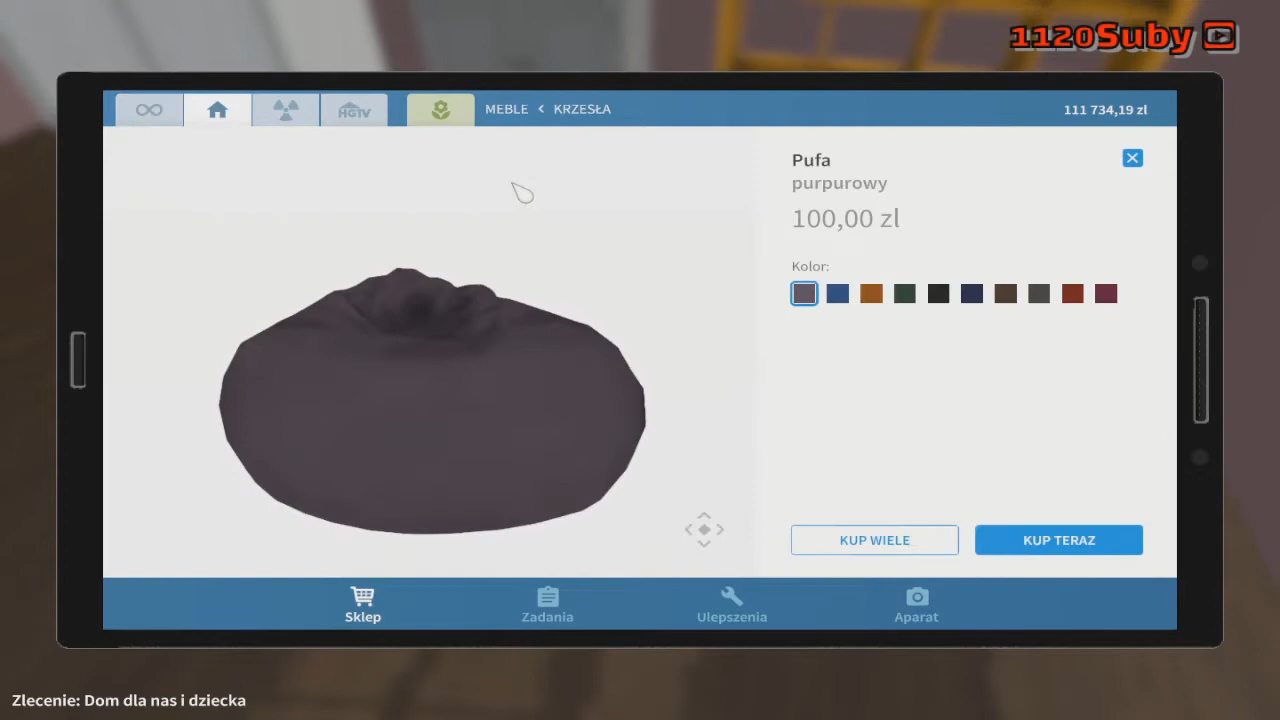 1120Suby
HGTV
MEBLE < KRZESŁA
111 734,19 zl
Pufa
purpurowy
100,00 zl
Kolor:
KUP WIELE
KUP TERAZ
Sklep
Zadania
Ulepszenia
Aparat
Zlecenie: Dom dla nas i dziecka